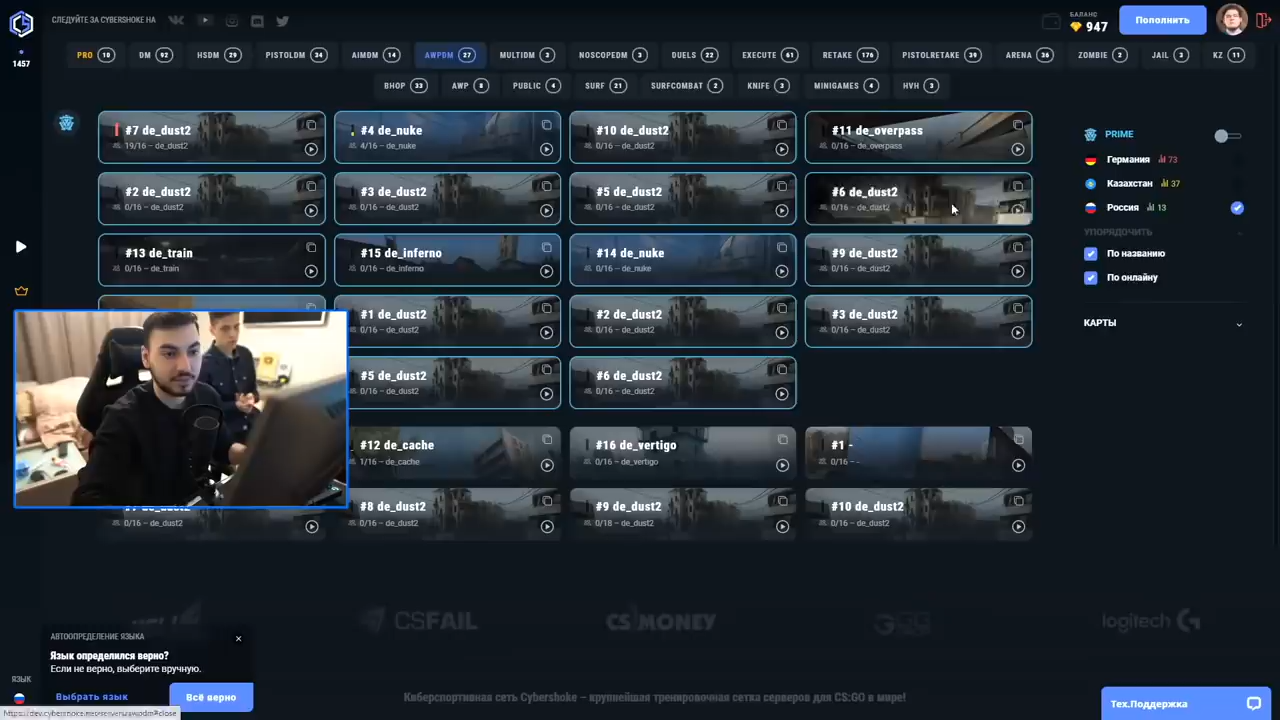 СЛЕДУЙТЕ ЗА CYBERSHOKE НА
БАЛАНС
947
Пополнить
1457
PRO 10
DM 92
HSDM 29
PISTOLDM 34
AIMDM 14
AWPDM 27
MULTIDM 3
NOSCOPEDM 3
DUELS 22
EXECUTE 61
RETAKE 176
PISTOLRETAKE 39
ARENA 36
ZOMBIE 2
JAIL 3
KZ 11
BHOP 33
AWP 8
PUBLIC 4
SURF 21
SURFCOMBAT 2
KNIFE 3
MINIGAMES 4
HVH 3
#7 de_dust2
19/16 – de_dust2
#4 de_nuke
4/16 – de_nuke
#10 de_dust2
0/16 – de_dust2
#11 de_overpass
0/16 – de_overpass
#2 de_dust2
0/16 – de_dust2
#3 de_dust2
0/16 – de_dust2
#5 de_dust2
0/16 – de_dust2
#6 de_dust2
0/16 – de_dust2
#13 de_train
0/16 – de_train
#15 de_inferno
0/16 – de_inferno
#14 de_nuke
0/16 – de_nuke
#9 de_dust2
0/16 – de_dust2
#1 de_dust2
0/16 – de_dust2
#2 de_dust2
0/16 – de_dust2
#3 de_dust2
0/16 – de_dust2
#5 de_dust2
0/16 – de_dust2
#6 de_dust2
0/16 – de_dust2
#12 de_cache
1/16 – de_cache
#16 de_vertigo
0/16 – de_vertigo
#1 -
0/16 – -
#7 de_dust2
0/16 – de_dust2
#8 de_dust2
0/16 – de_dust2
#9 de_dust2
0/18 – de_dust2
#10 de_dust2
0/16 – de_dust2
PRIME
Германия 73
Казахстан 37
Россия 13
УПОРЯДОЧИТЬ
По названию
По онлайну
КАРТЫ
CSFAIL
CS MONEY
logitech G
АВТООПРЕДЕЛЕНИЕ ЯЗЫКА
Язык определился верно?
Если не верно, выберите вручную.
Выбрать язык
Всё верно
ЯЗЫК
Киберспортивная сеть Cybershoke – крупнейшая тренировочная сетка серверов для CS:GO в мире!
Тех.Поддержка